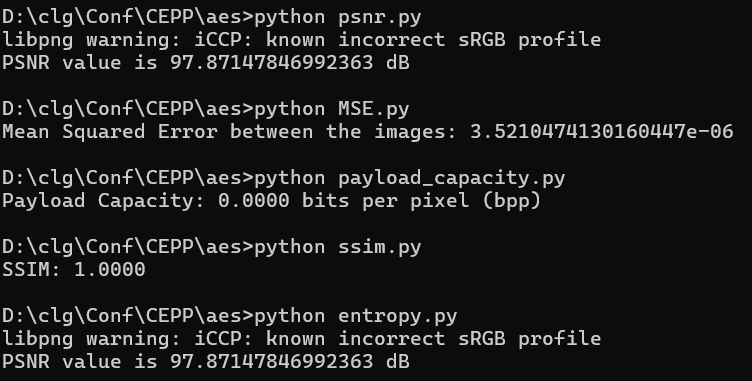 D:\clg\Conf\CEPP\aes>python psnr.py
libpng warning: iCCP: known incorrect sRGB profile
PSNR value is 97.87147846992363 dB
D:\clg\Conf\CEPP\aes>python MSE.py
Mean Squared Error between the images: 3.5210474130160447e-06
D:\clg\Conf\CEPP\aes>python payload_capacity.py
Payload Capacity: 0.0000 bits per pixel (bpp)
D:\clg\Conf\CEPP\aes>python ssim.py
SSIM: 1.0000
D:\clg\Conf\CEPP\aes>python entropy.py
libpng warning: iCCP: known incorrect sRGB profile
PSNR value is 97.87147846992363 dB